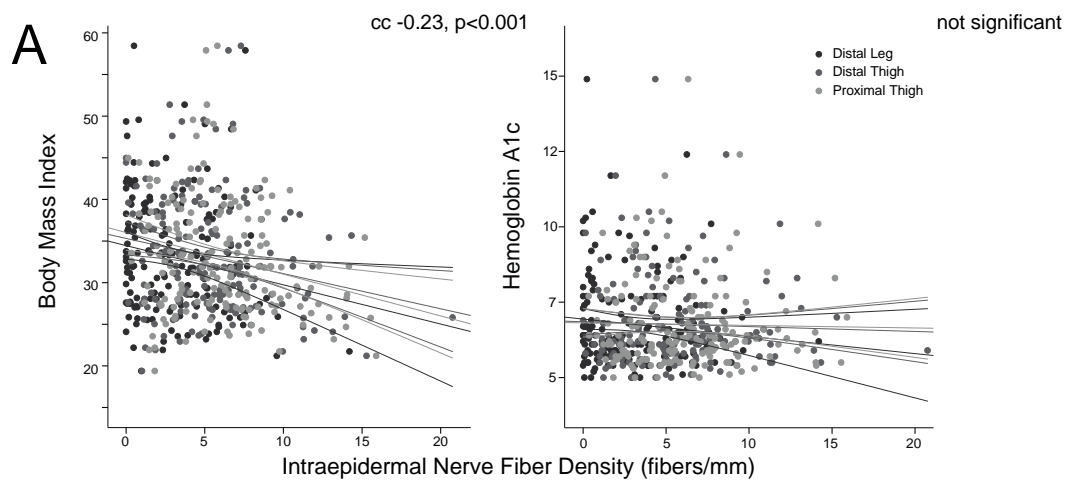 A
cc -0.23, p<0.001
not significant
Body Mass Index
60
50
40
30
20
0
5
10
15
20
Hemoglobin A1c
15
12
10
7
5
0
5
10
15
20
Distal Leg
Distal Thigh
Proximal Thigh
Intraepidermal Nerve Fiber Density (fibers/mm)